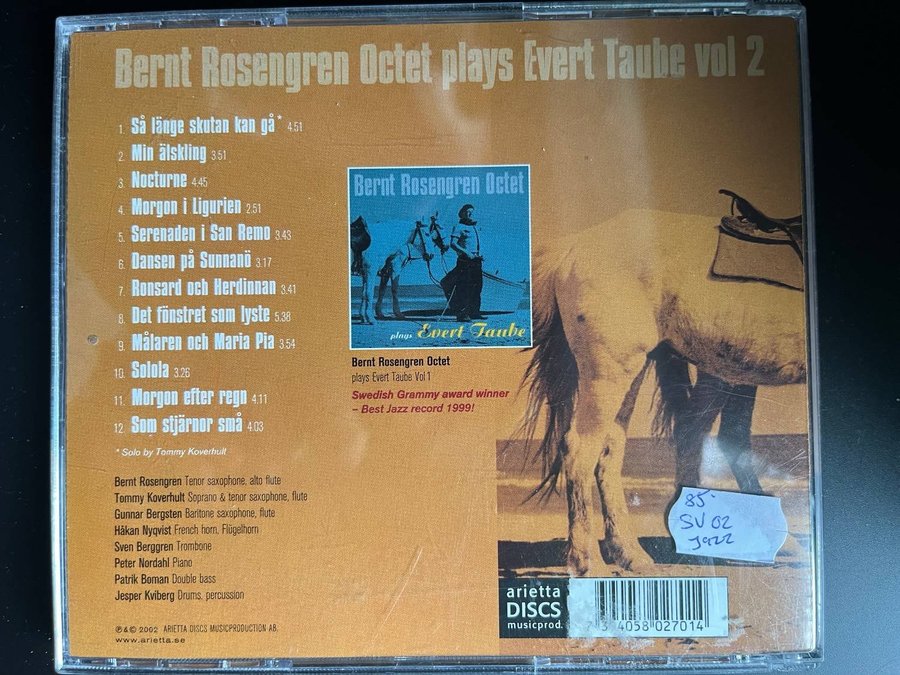 Bernt Rosengren Octet plays Evert Taube vol 2
1. Så länge skutan kan gå* 4.51
2. Min älskling 3.51
3. Nocturne 4.45
4. Morgon i Ligurien 2.51
5. Serenaden i San Remo 3.43
6. Dansen på Sunnanö 3.17
7. Ronsard och Herdinnan 3.41
8. Det fönstret som lyste 5.38
9. Målaren och Maria Pia 3.54
10. Solola 3.26
11. Morgon efter regn 4.11
12. Som stjärnor små 4.03
* Solo by Tommy Koverhult
Bernt Rosengren Octet
plays Evert Taube
Bernt Rosengren Octet
plays Evert Taube Vol 1
Swedish Grammy award winner
– Best Jazz record 1999!
Bernt Rosengren Tenor saxophone, alto flute
Tommy Koverhult Soprano & tenor saxophone, flute
Gunnar Bergsten Baritone saxophone, flute
Håkan Nyqvist French horn, Flügelhorn
Sven Berggren Trombone
Peter Nordahl Piano
Patrik Boman Double bass
Jesper Kviberg Drums, percussion
℗ & © 2002 ARIETTA DISCS MUSICPRODUCTION AB.
www.arietta.se
85:-
SV 02
Jazz
arietta
DISCS
musicprod.
7 394058 027014